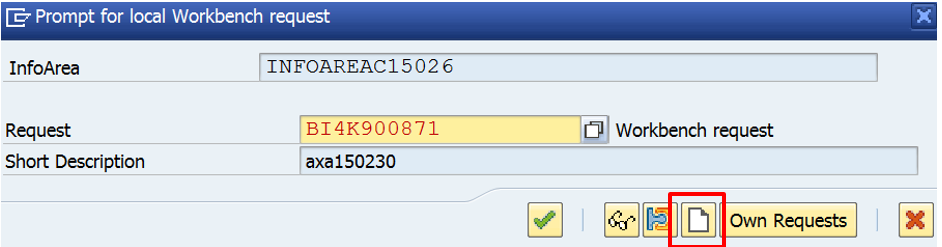 Prompt for local Workbench request
InfoArea INFOAREAC15026
Request BI4K900871 Workbench request
Short Description axa150230
Own Requests